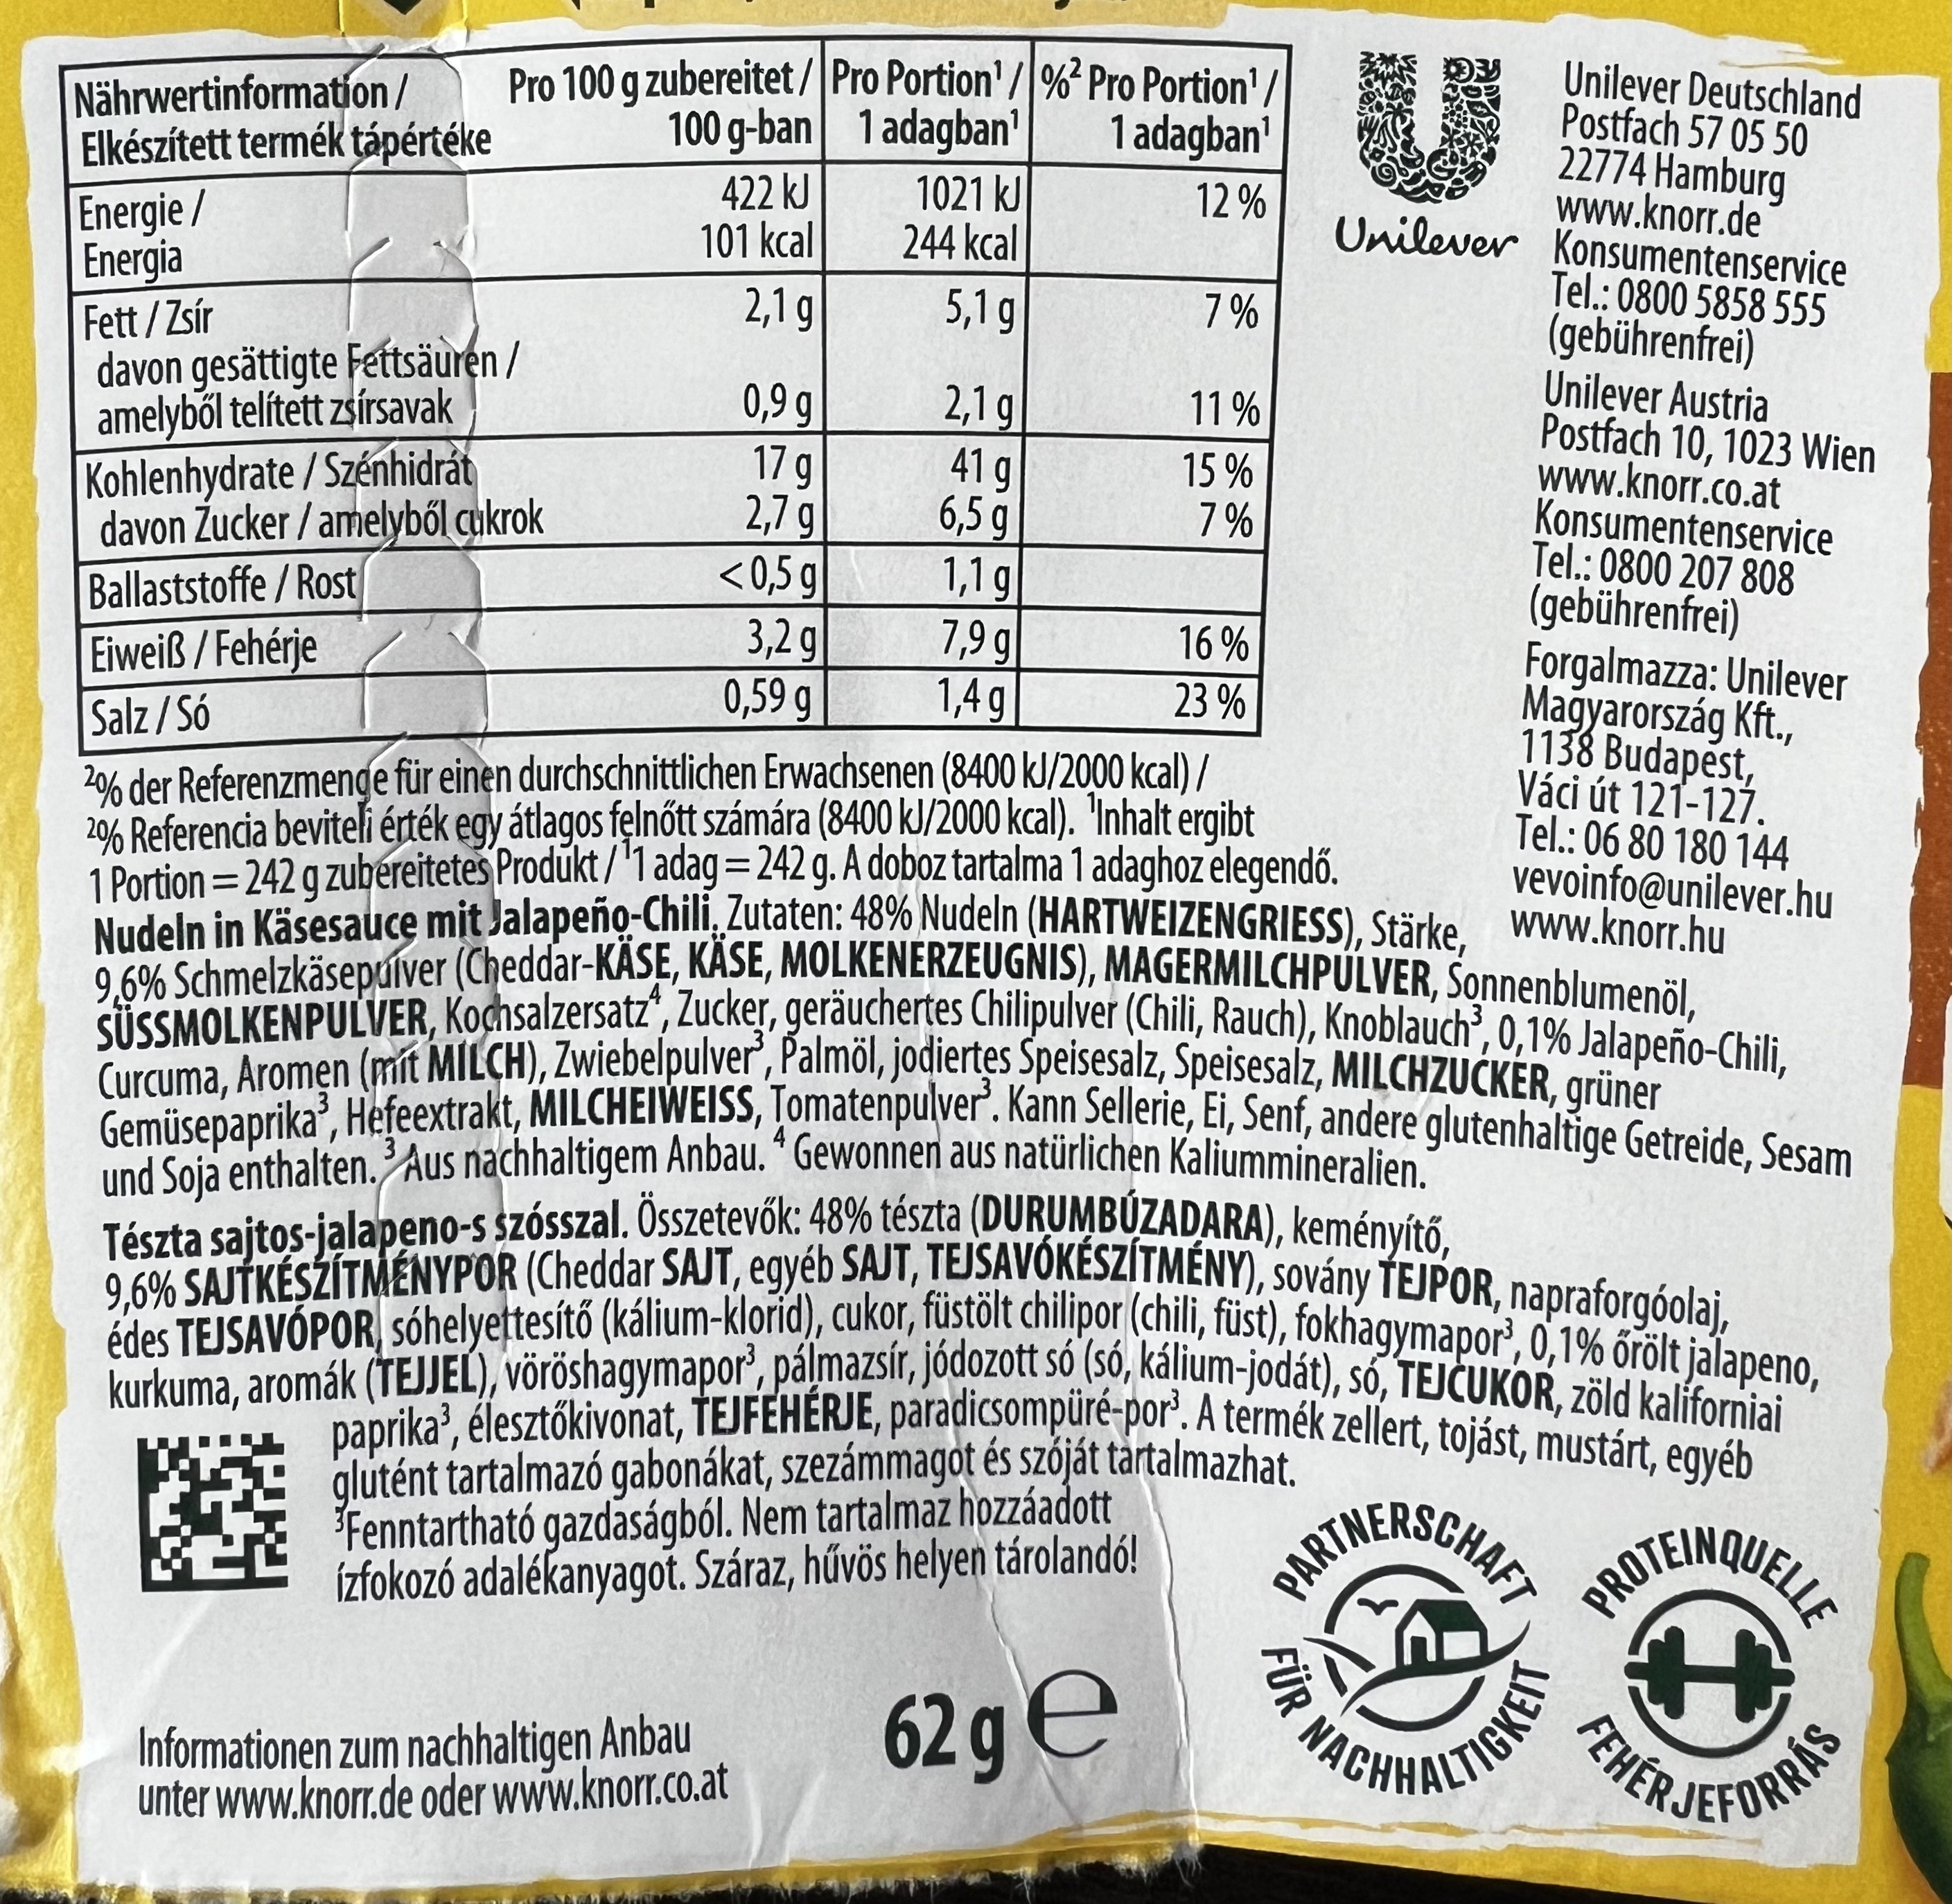 Nährwertinformation / Pro 100 g zubereitet / Pro Portion¹ / %² Pro Portion¹ /
Elkészített termék tápértéke 100 g-ban 1 adagban¹ 1 adagban¹
Energie / 422 kJ 1021 kJ 12 %
Energia 101 kcal 244 kcal
Fett / Zsír 2,1 g 5,1 g 7 %
davon gesättigte Fettsäuren /
amelyből telített zsírsavak 0,9 g 2,1 g 11 %
Kohlenhydrate / Szénhidrát 17 g 41 g 15 %
davon Zucker / amelyből cukrok 2,7 g 6,5 g 7 %
Ballaststoffe / Rost <0,5 g 1,1 g
Eiweiß / Fehérje 3,2 g 7,9 g 16 %
Salz / Só 0,59 g 1,4 g 23 %
²% der Referenzmenge für einen durchschnittlichen Erwachsenen (8400 kJ/2000 kcal) /
²% Referencia beviteli érték egy átlagos felnőtt számára (8400 kJ/2000 kcal). ¹Inhalt ergibt
1 Portion = 242 g zubereitetes Produkt / ¹1 adag = 242 g. A doboz tartalma 1 adaghoz elegendő.
Unilever
Unilever Deutschland
Postfach 57 05 50
22774 Hamburg
www.knorr.de
Konsumentenservice
Tel.: 0800 5858 555
(gebührenfrei)
Unilever Austria
Postfach 10, 1023 Wien
www.knorr.co.at
Konsumentenservice
Tel.: 0800 207 808
(gebührenfrei)
Forgalmazza: Unilever
Magyarország Kft.,
1138 Budapest,
Váci út 121-127.
Tel.: 06 80 180 144
vevoinfo@unilever.hu
www.knorr.hu
Nudeln in Käsesauce mit Jalapeño-Chili. Zutaten: 48% Nudeln (HARTWEIZENGRIESS), Stärke,
9,6% Schmelzkäsepulver (Cheddar-KÄSE, KÄSE, MOLKENERZEUGNIS), MAGERMILCHPULVER, Sonnenblumenöl,
SÜSSMOLKENPULVER, Kochsalzersatz⁴, Zucker, geräuchertes Chilipulver (Chili, Rauch), Knoblauch³, 0,1% Jalapeño-Chili,
Curcuma, Aromen (mit MILCH), Zwiebelpulver³, Palmöl, jodiertes Speisesalz, Speisesalz, MILCHZUCKER, grüner
Gemüsepaprika³, Hefeextrakt, MILCHEIWEISS, Tomatenpulver³. Kann Sellerie, Ei, Senf, andere glutenhaltige Getreide, Sesam
und Soja enthalten. ³ Aus nachhaltigem Anbau. ⁴ Gewonnen aus natürlichen Kaliummineralien.
Tészta sajtos-jalapeno-s szósszal. Összetevők: 48% tészta (DURUMBÚZADARA), keményítő,
9,6% SAJTKÉSZÍTMÉNYPOR (Cheddar SAJT, egyéb SAJT, TEJSAVÓKÉSZÍTMÉNY), sovány TEJPOR, napraforgóolaj,
édes TEJSAVÓPOR, sóhelyettesítő (kálium-klorid), cukor, füstölt chilipor (chili, füst), fokhagymapor³, 0,1% őrölt jalapeno,
kurkuma, aromák (TEJJEL), vöröshagymapor³, pálmazsír, jódozott só (só, kálium-jodát), só, TEJCUKOR, zöld kaliforniai
paprika³, élesztőkivonat, TEJFEHÉRJE, paradicsompüré-por³. A termék zellert, tojást, mustárt, egyéb
glutént tartalmazó gabonákat, szezámmagot és szóját tartalmazhat.
³Fenntartható gazdaságból. Nem tartalmaz hozzáadott
ízfokozó adalékanyagot. Száraz, hűvös helyen tárolandó!
PARTNERSCHAFT
FÜR NACHHALTIGKEIT
PROTEINQUELLE
FEHÉRJEFORRÁS
62 g e
Informationen zum nachhaltigen Anbau
unter www.knorr.de oder www.knorr.co.at